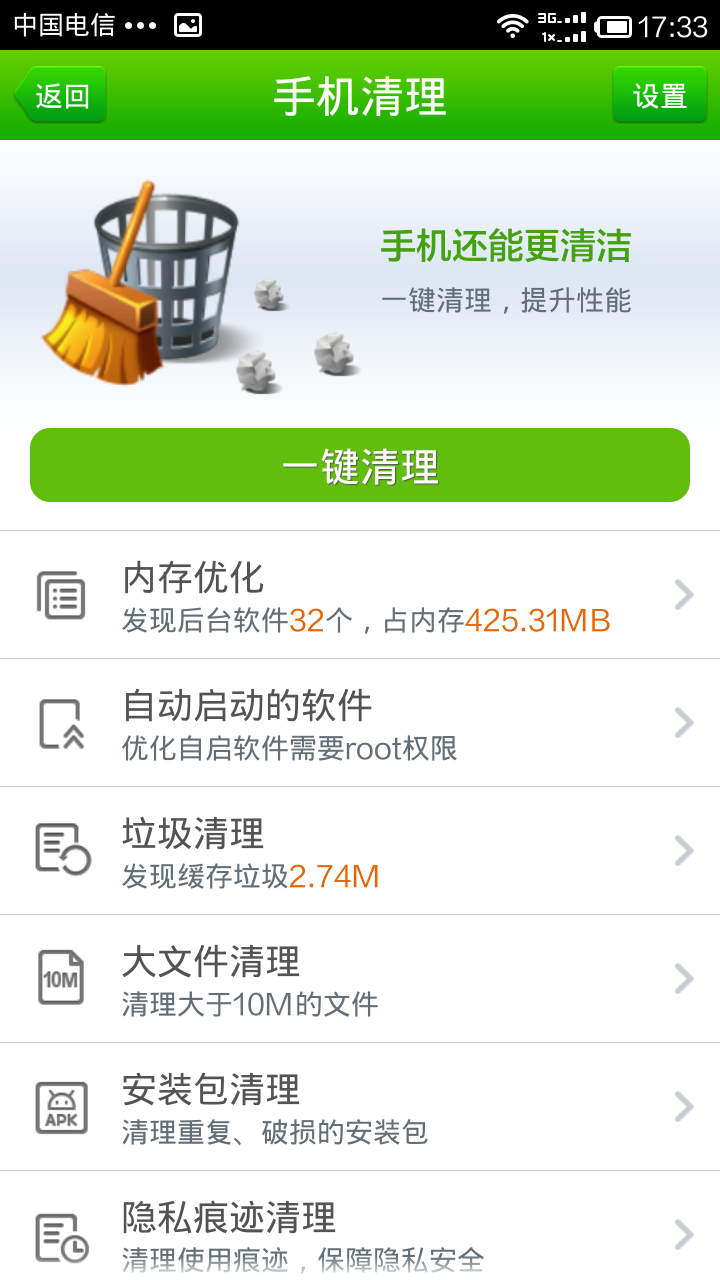 中国电信 ••• 3G 1× 17:33
返回 手机清理 设置
手机还能更清洁
一键清理，提升性能
一键清理
内存优化
发现后台软件32个，占内存425.31MB
自动启动的软件
优化自启软件需要root权限
垃圾清理
发现缓存垃圾2.74M
10M
大文件清理
清理大于10M的文件
APK
安装包清理
清理重复、破损的安装包
隐私痕迹清理
清理使用痕迹，保障隐私安全